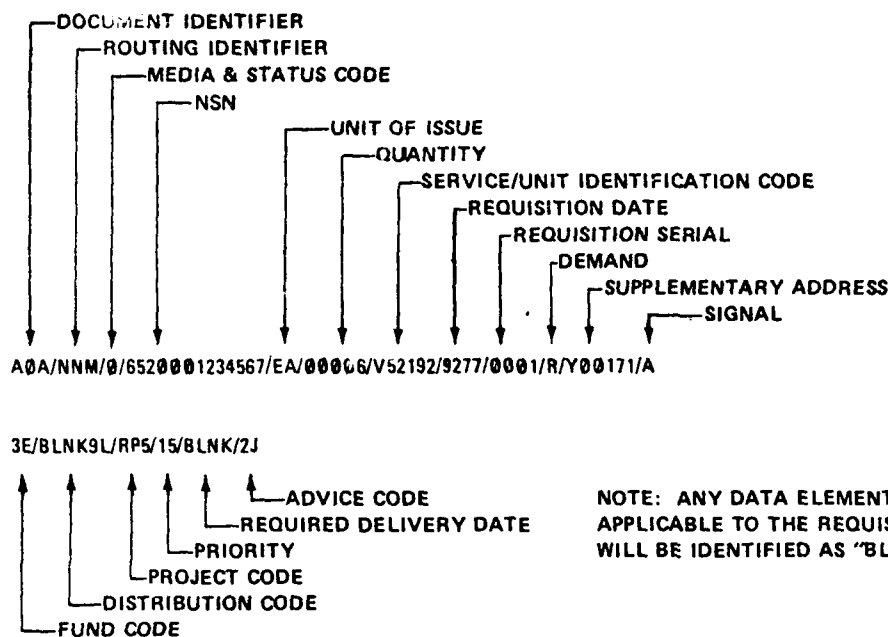 DOCUMENT IDENTIFIER
ROUTING IDENTIFIER
MEDIA & STATUS CODE
NSN
UNIT OF ISSUE
QUANTITY
SERVICE/UNIT IDENTIFICATION CODE
REQUISITION DATE
REQUISITION SERIAL
DEMAND
SUPPLEMENTARY ADDRESS
SIGNAL
A0A/NNM/0/6520001234567/EA/00006/V52192/9277/0001/R/Y00171/A
3E/BLNK9L/RP5/15/BLNK/2J
ADVICE CODE
REQUIRED DELIVERY DATE
PRIORITY
PROJECT CODE
DISTRIBUTION CODE
FUND CODE
NOTE: ANY DATA ELEMENT
APPLICABLE TO THE REQUIS
WILL BE IDENTIFIED AS "BL